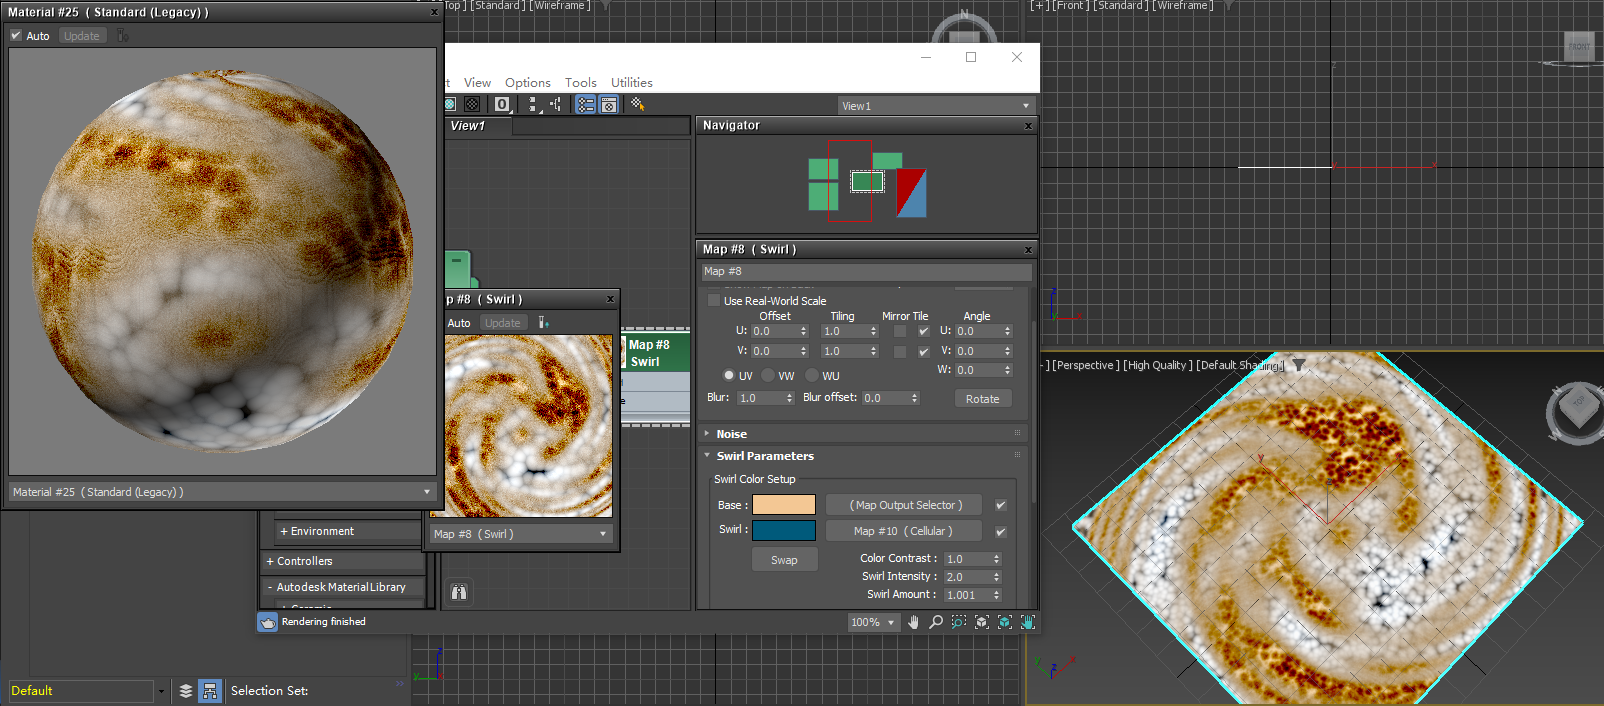 Material #25 ( Standard (Legacy) )
Auto
Update
Material #25 ( Standard (Legacy) )
Top ] [Standard ] [Wireframe ]
[+] [Front ] [Standard ] [Wireframe ]
FRONT
N
t View Options Tools Utilities
0
View1
View1
Navigator
Map #8 ( Swirl )
Map #8
Use Real-World Scale
Offset Tiling Mirror Tile Angle
U: 0.0 1.0 U: 0.0
V: 0.0 1.0 V: 0.0
W: 0.0
UV VW WU
Blur: 1.0 Blur offset: 0.0 Rotate
Noise
Swirl Parameters
Swirl Color Setup
Base : ( Map Output Selector )
Swirl : Map #10 ( Cellular )
Swap
Color Contrast : 1.0
Swirl Intensity : 2.0
Swirl Amount : 1.001
p #8 ( Swirl )
Auto
Update
Map #8 ( Swirl )
Map #8
Swirl
e
+ Environment
+ Controllers
- Autodesk Material Library
Rendering finished
100%
Default
Selection Set:
- ] [Perspective ] [High Quality ] [Default Shading ]
TOP
z
x
y